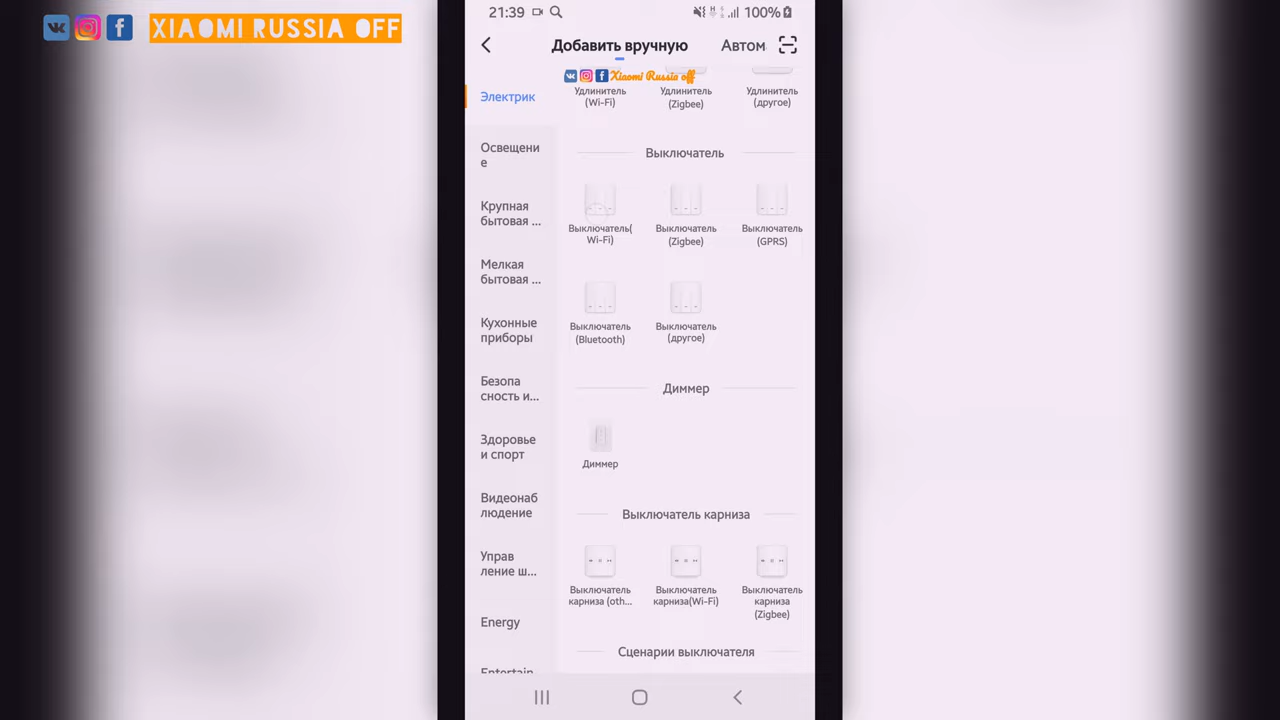 XIAOMI RUSSIA OFF
21:39
100%
Добавить вручную
Автом
Xiaomi Russia off
Электрик
Удлинитель
(Wi-Fi)
Удлинитель
(Zigbee)
Удлинитель
(другое)
Освещени
е
Выключатель
Крупная
бытовая ...
Выключатель(
Wi-Fi)
Выключатель
(Zigbee)
Выключатель
(GPRS)
Мелкая
бытовая ...
Кухонные
приборы
Выключатель
(Bluetooth)
Выключатель
(другое)
Безопа
сность и...
Диммер
Здоровье
и спорт
Диммер
Видеонаб
людение
Выключатель карниза
Управ
ление ш...
Выключатель
карниза (oth...
Выключатель
карниза(Wi-Fi)
Выключатель
карниза
(Zigbee)
Energy
Сценарии выключателя
Entertain